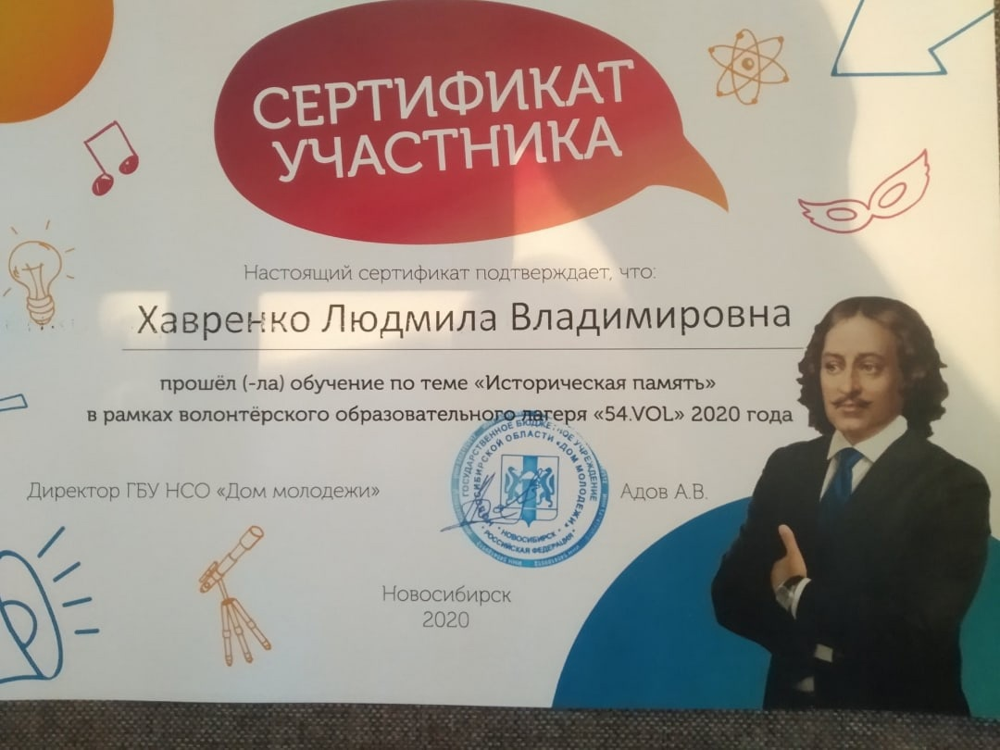 СЕРТИФИКАТ
УЧАСТНИКА
Настоящий сертификат подтверждает, что:
Хавренко Людмила Владимировна
прошёл (-ла) обучение по теме «Историческая память»
в рамках волонтёрского образовательного лагеря «54.VOL» 2020 года
Директор ГБУ НСО «Дом молодежи»
Адов А.В.
ГОСУДАРСТВЕННОЕ БЮДЖЕТНОЕ УЧРЕЖДЕНИЕ
НОВОСИБИРСКОЙ ОБЛАСТИ «ДОМ МОЛОДЕЖИ»
• НОВОСИБИРСК •
• РОССИЙСКАЯ ФЕДЕРАЦИЯ •
Новосибирск
2020